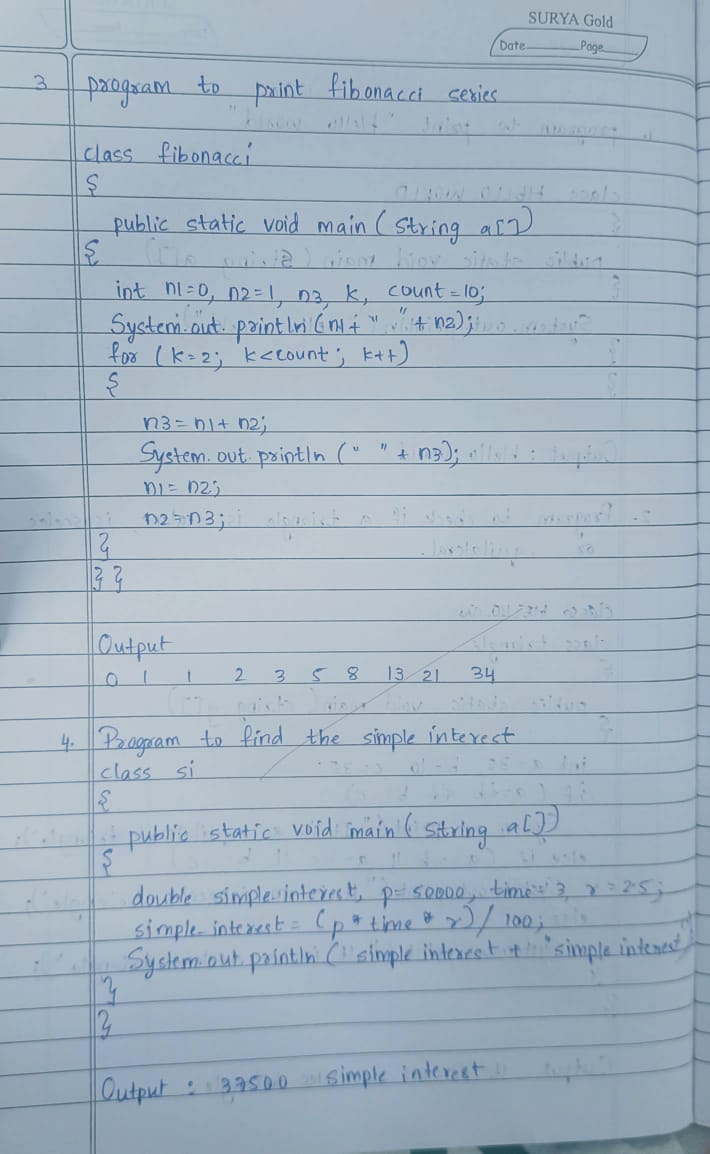 SURYA Gold
Date Page
3 program to print fibonacci series
class fibonacci
{
public static void main ( String a[])
{
int n1=0, n2=1, n3, k, count=10;
System.out.println(n1+ " " + n2);
for (k=2; k<count; k++)
{
n3=n1+n2;
System.out.println (" " + n3);
n1=n2;
n2=n3;
}
}}
Output
0 1 1 2 3 5 8 13 21 34
4. Program to find the simple interest
class si
{
public static void main( String a[])
{
double simple interest, p=50000, time=3, r=25;
simple-interest=(p*time*r)/100;
System.out.println( simple interest + "simple interest
}
}
Output : 37500 simple interest